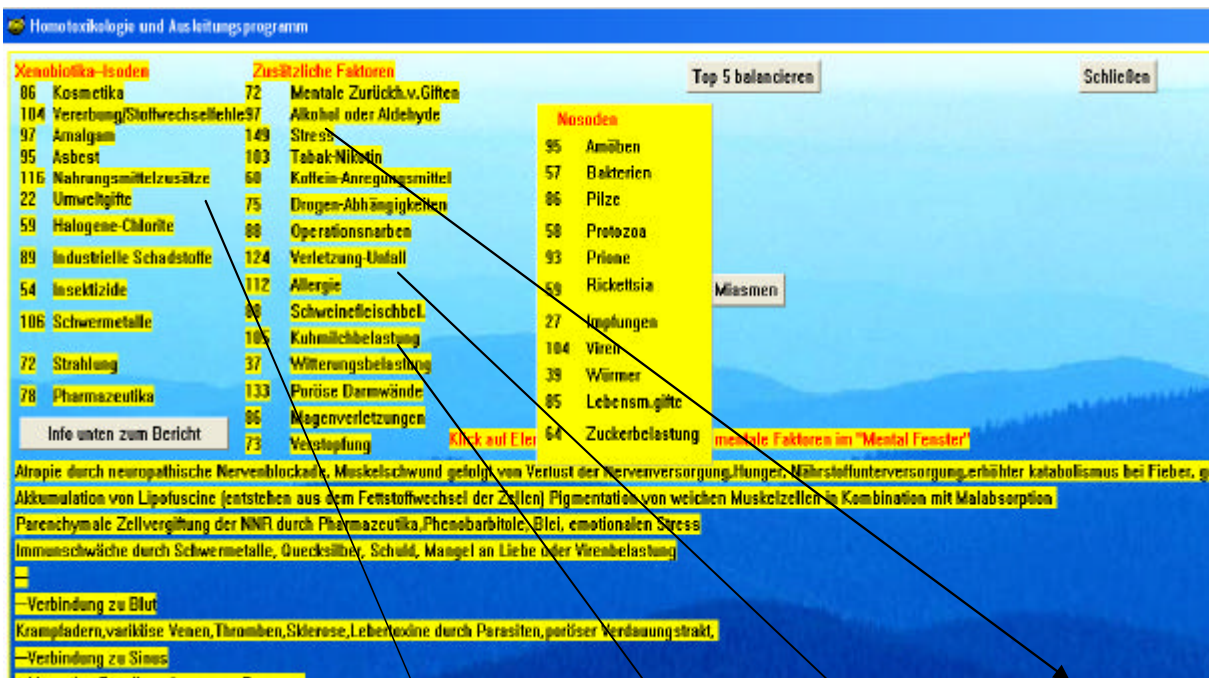 Homotoxikologie und Ausleitungsprogramm
Xenobiotika-Isoden
86 Kosmetika
104 Vererbung/Stoffwechselfehle
97 Amalgam
95 Asbest
116 Nahrungsmittelzusätze
22 Umweltgifte
59 Halogene-Chlorite
89 Industrielle Schadstoffe
54 Insektizide
106 Schwermetalle
72 Strahlung
78 Pharmazeutika
Info unten zum Bericht
Zusätzliche Faktoren
72 Mentale Zurückh.v.Giften
97 Alkohol oder Aldehyde
149 Stress
103 Tabak-Nikotin
60 Koffein-Anregungsmittel
75 Drogen-Abhängigkeiten
88 Operationsnarben
124 Verletzung-Unfall
112 Allergie
88 Schweinefleischbel.
105 Kuhmilchbelastung
37 Witterungsbelastung
133 Poröse Darmwände
86 Magenverletzungen
73 Verstopfung
Nosoden
95 Amöben
57 Bakterien
86 Pilze
58 Protozoa
93 Prione
59 Rickettsia
27 Impfungen
104 Viren
39 Würmer
85 Lebensm.gifte
64 Zuckerbelastung
Top 5 balancieren
Schließen
Miasmen
Klick auf Ele mentale Faktoren im "Mental Fenster"
Atropie durch neuropathische Nervenblockade, Muskelschwund gefolgt von Verlust der Nervenversorgung,Hunger, Nährstoffunterversorgung,erhöhter katabolismus bei Fieber, g
Akkumulation von Lipofuscine (entstehen aus dem Fettstoffwechsel der Zellen) Pigmentation von weichen Muskelzellen in Kombination mit Malabsorption
Parenchymale Zellvergiftung der NNR durch Pharmazeutika,Phenobarbitole, Blei, emotionalen Stress
Immunschwäche durch Schwermetalle, Quecksilber, Schuld, Mangel an Liebe oder Virenbelastung
—
—Verbindung zu Blut
Krampfadern,variköse Venen,Thromben,Sklerose,Lebertoxine durch Parasiten,poröser Verdauungstrakt,
—Verbindung zu Sinus